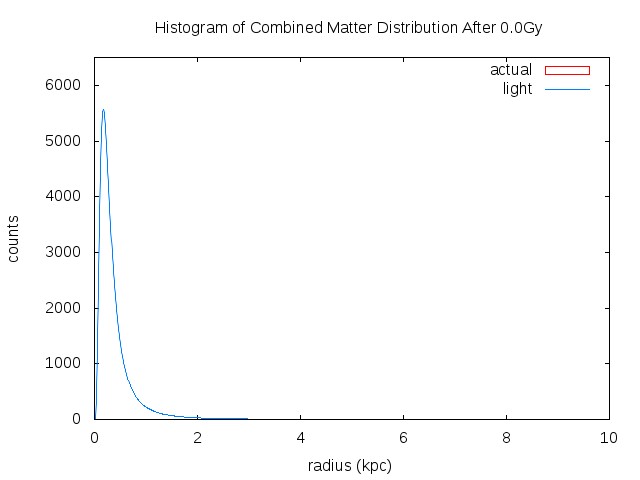 Histogram of Combined Matter Distribution After 0.0Gy
actual
light
6000
5000
4000
3000
2000
1000
0
counts
0 2 4 6 8 10
radius (kpc)